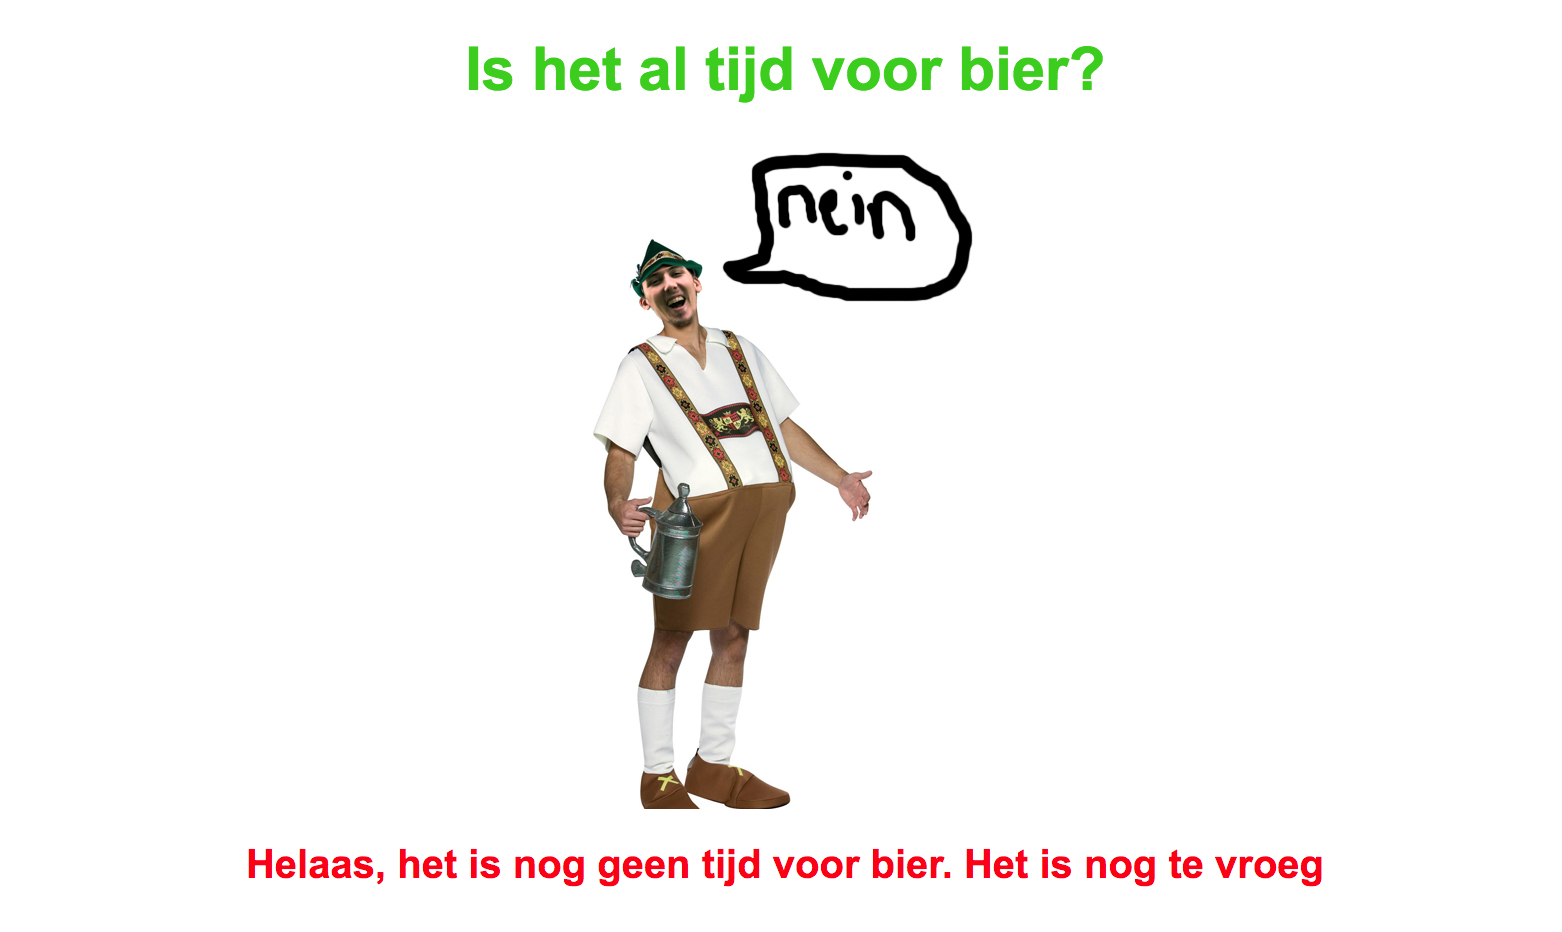 Is het al tijd voor bier?
nein
Helaas, het is nog geen tijd voor bier. Het is nog te vroeg